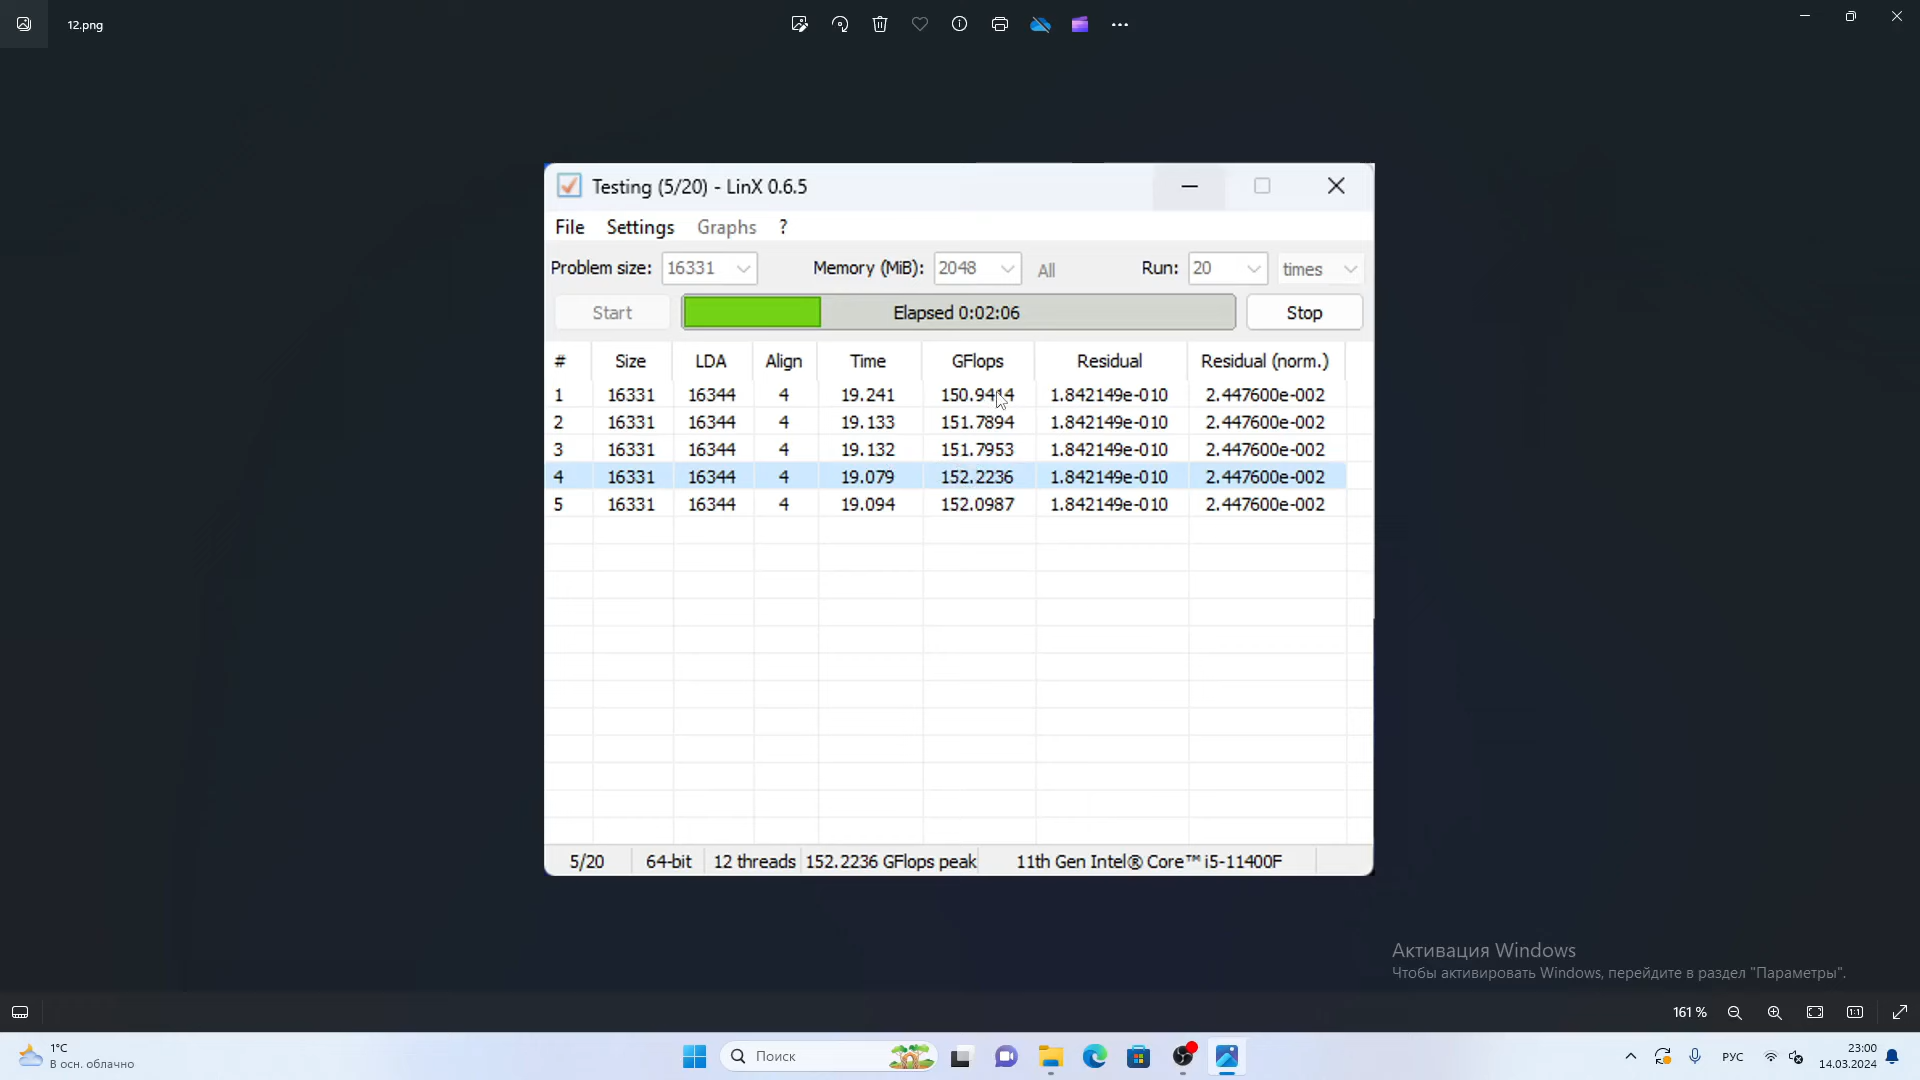 12.png
Testing (5/20) - LinX 0.6.5
File Settings Graphs ?
Problem size: 16331 Memory (MiB): 2048 All Run: 20 times
Start Elapsed 0:02:06 Stop
# Size LDA Align Time GFlops Residual Residual (norm.)
1 16331 16344 4 19.241 150.9414 1.842149e-010 2.447600e-002
2 16331 16344 4 19.133 151.7894 1.842149e-010 2.447600e-002
3 16331 16344 4 19.132 151.7953 1.842149e-010 2.447600e-002
4 16331 16344 4 19.079 152.2236 1.842149e-010 2.447600e-002
5 16331 16344 4 19.094 152.0987 1.842149e-010 2.447600e-002
5/20 64-bit 12 threads 152.2236 GFlops peak 11th Gen Intel® Core™ i5-11400F
Активация Windows
Чтобы активировать Windows, перейдите в раздел "Параметры".
161 % 1:1
1°C
В осн. облачно
Поиск
РУС
23:00
14.03.2024